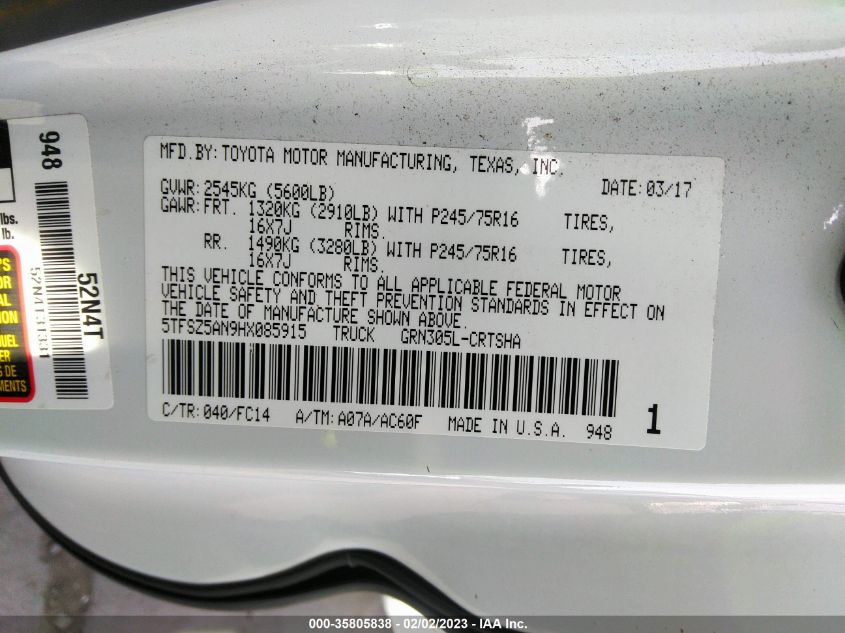 MFD.BY:TOYOTA MOTOR MANUFACTURING, TEXAS, INC.
GVWR:2545KG (5600LB) DATE:03/17
GAWR:FRT. 1320KG (2910LB) WITH P245/75R16 TIRES,
16X7J RIMS.
RR. 1490KG (3280LB) WITH P245/75R16 TIRES,
16X7J RIMS.
THIS VEHICLE CONFORMS TO ALL APPLICABLE FEDERAL MOTOR
VEHICLE SAFETY AND THEFT PREVENTION STANDARDS IN EFFECT ON
THE DATE OF MANUFACTURE SHOWN ABOVE.
5TFSZ5AN9HX085915 TRUCK GRN305L-CRTSHA
C/TR:040/FC14 A/TM:A07A/AC60F MADE IN U.S.A. 948 1
948
52N4T
lbs.
lb.
000-35805838 - 02/02/2023 - IAA Inc.